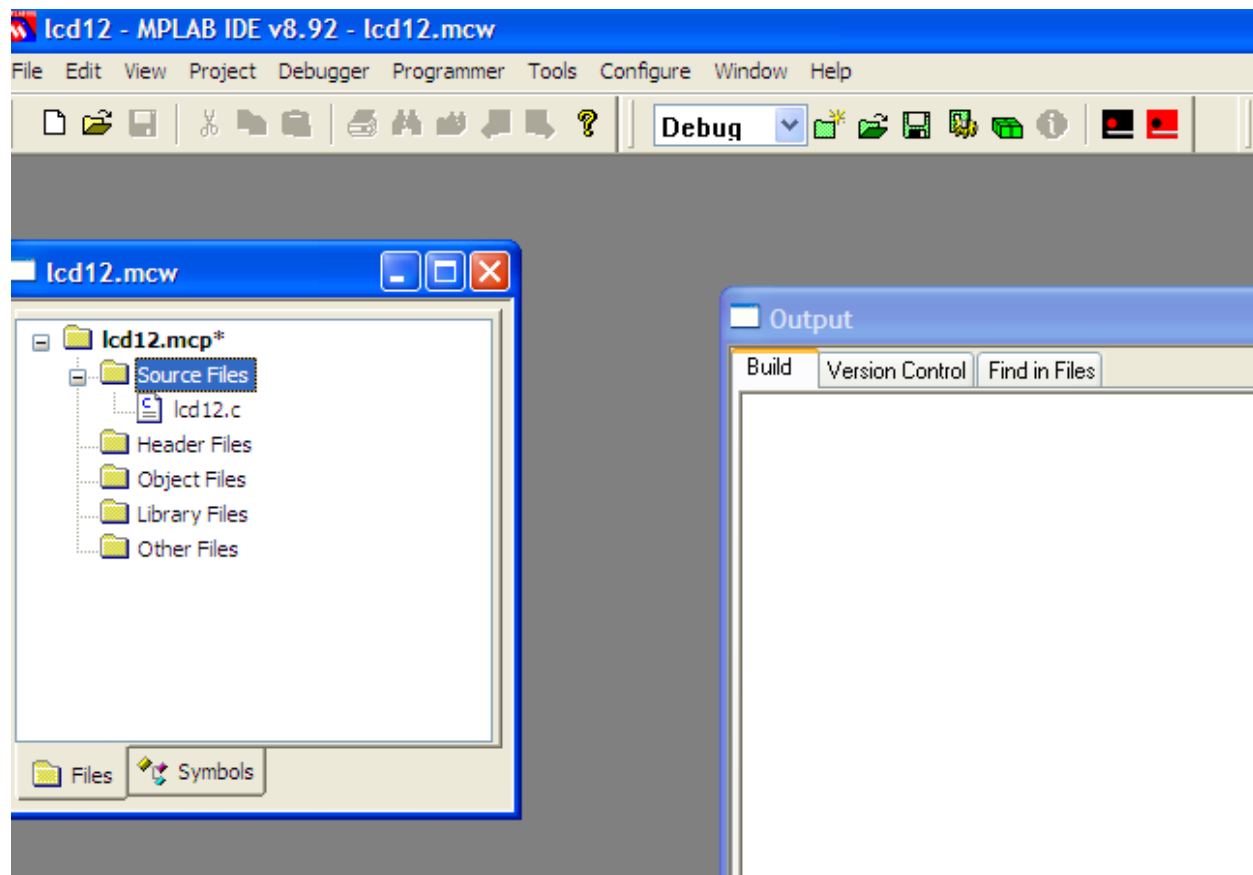 lcd12 - MPLAB IDE v8.92 - lcd12.mcw
File Edit View Project Debugger Programmer Tools Configure Window Help
Debug
lcd12.mcw
lcd12.mcp*
Source Files
lcd12.c
Header Files
Object Files
Library Files
Other Files
Files Symbols
Output
Build Version Control Find in Files